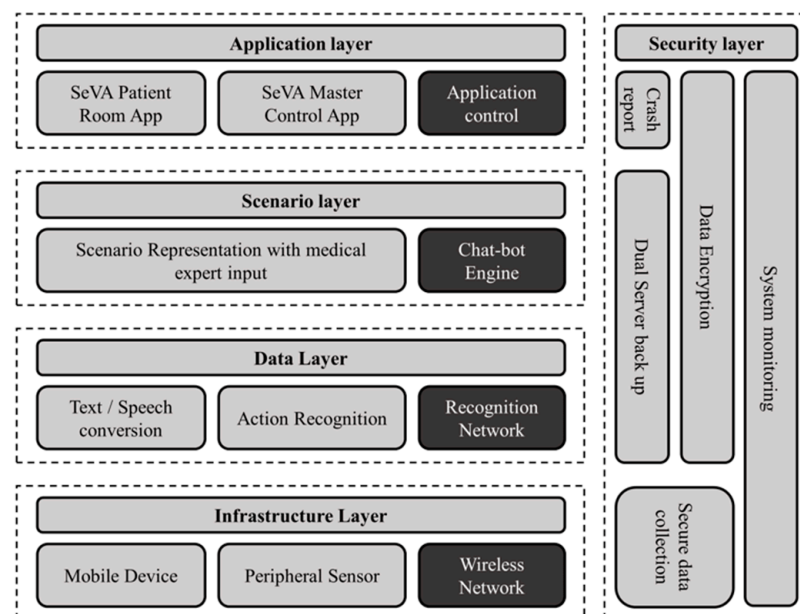 Application layer
SeVA Patient
Room App
SeVA Master
Control App
Application
control
Scenario layer
Scenario Representation with medical
expert input
Chat-bot
Engine
Data Layer
Text / Speech
conversion
Action Recognition
Recognition
Network
Infrastructure Layer
Mobile Device
Peripheral Sensor
Wireless
Network
Security layer
Crash
report
Dual Server back up
Data Encryption
System monitoring
Secure data
collection